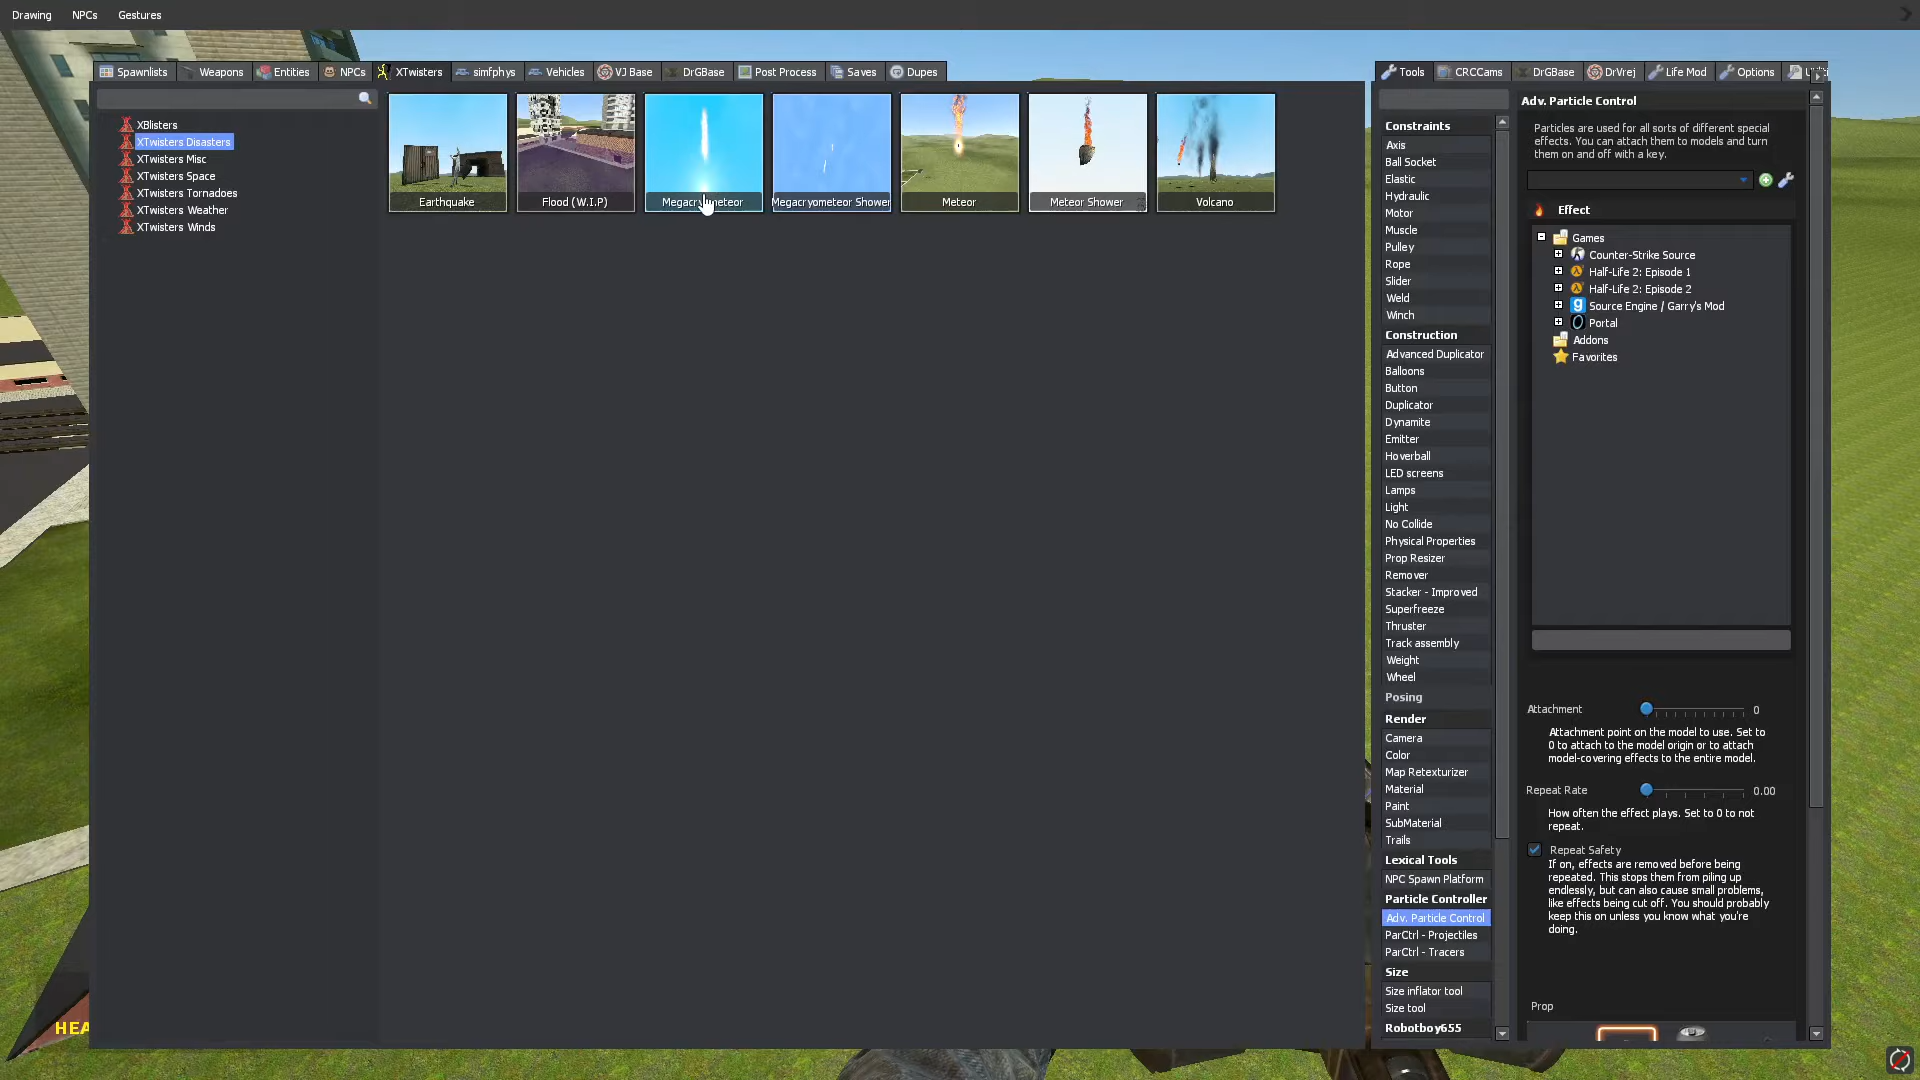 Drawing NPCs Gestures
Spawnlists Weapons Entities NPCs XTwisters simfphys Vehicles VJ Base DrGBase Post Process Saves Dupes
XBlisters
XTwisters Disasters
XTwisters Misc
XTwisters Space
XTwisters Tornadoes
XTwisters Weather
XTwisters Winds
Earthquake Flood (W.I.P) Megacryometeor Megacryometeor Shower Meteor Meteor Shower Volcano
Tools CRCCams DrGBase DrVrej Life Mod Options
Constraints
Axis
Ball Socket
Elastic
Hydraulic
Motor
Muscle
Pulley
Rope
Slider
Weld
Winch
Construction
Advanced Duplicator
Balloons
Button
Duplicator
Dynamite
Emitter
Hoverball
LED screens
Lamps
Light
No Collide
Physical Properties
Prop Resizer
Remover
Stacker - Improved
Superfreeze
Thruster
Track assembly
Weight
Wheel
Posing
Render
Camera
Color
Map Retexturizer
Material
Paint
SubMaterial
Trails
Lexical Tools
NPC Spawn Platform
Particle Controller
Adv. Particle Control
ParCtrl - Projectiles
ParCtrl - Tracers
Size
Size inflator tool
Size tool
Robotboy655
Adv. Particle Control
Particles are used for all sorts of different special
effects. You can attach them to models and turn
them on and off with a key.
Effect
Games
Counter-Strike Source
Half-Life 2: Episode 1
Half-Life 2: Episode 2
Source Engine / Garry's Mod
Portal
Addons
Favorites
Attachment 0
Attachment point on the model to use. Set to
0 to attach to the model origin or to attach
model-covering effects to the entire model.
Repeat Rate 0.00
How often the effect plays. Set to 0 to not
repeat.
Repeat Safety
If on, effects are removed before being
repeated. This stops them from piling up
endlessly, but can also cause small problems,
like effects being cut off. You should probably
keep this on unless you know what you're
doing.
Prop
HEA